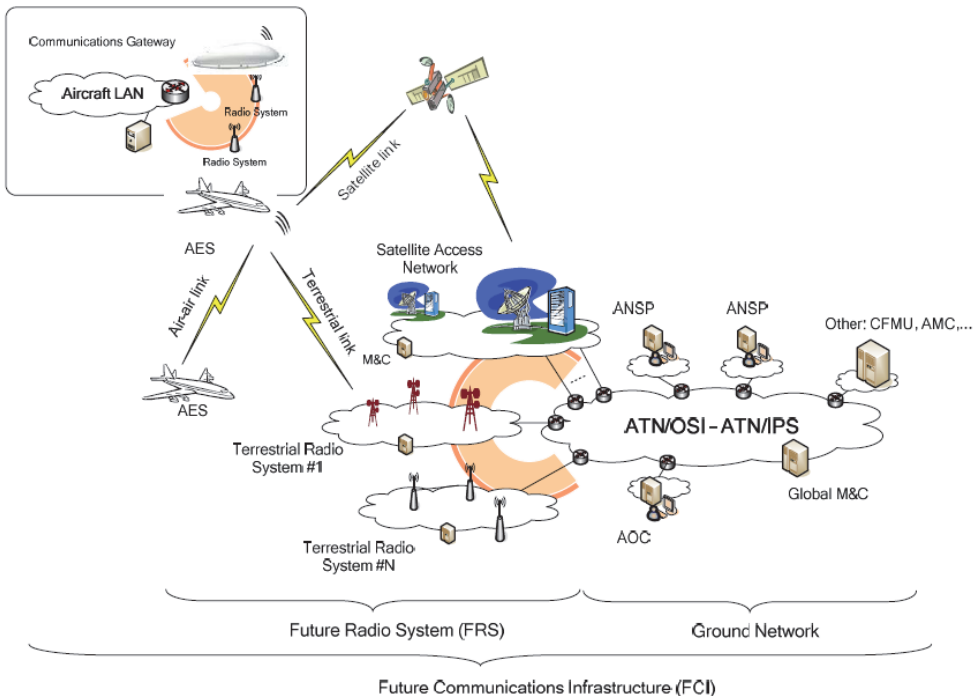 Communications Gateway
Aircraft LAN
Radio System
Radio System
Satellite link
AES
Satellite Access
Network
Terrestrial link
Air-air link
ANSP
ANSP
Other: CFMU, AMC,...
M&C
AES
ATN/OSI - ATN/IPS
Terrestrial Radio
System #1
Global M&C
AOC
Terrestrial Radio
System #N
Future Radio System (FRS)
Ground Network
Future Communications Infrastructure (FCI)